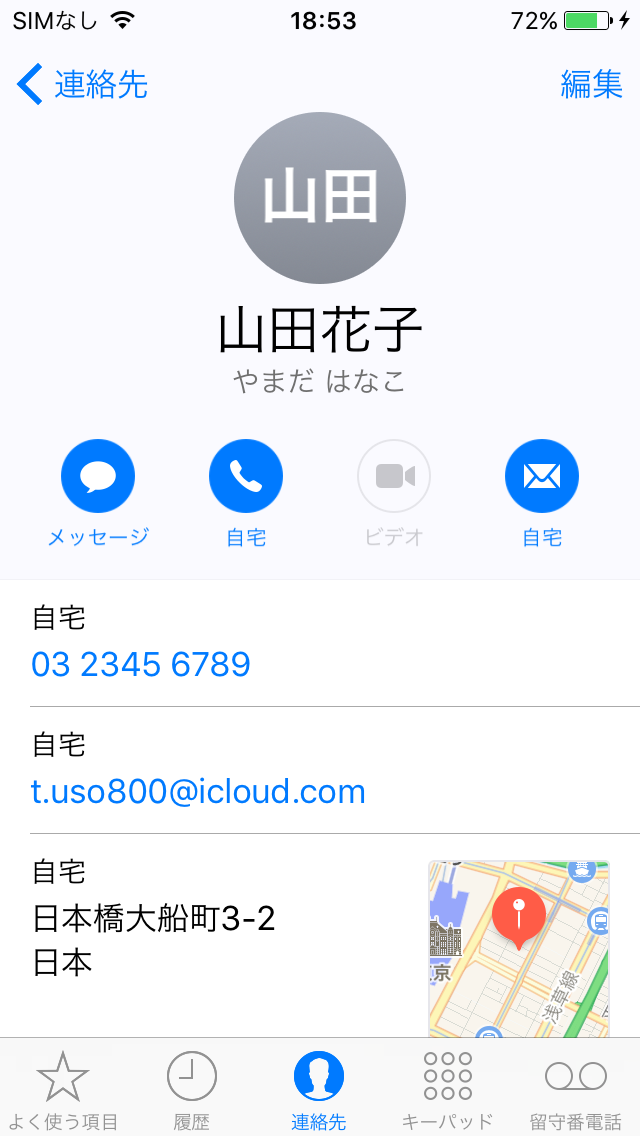 SIMなし 18:53 72%
連絡先 編集
山田
山田花子
やまだ はなこ
メッセージ 自宅 ビデオ 自宅
自宅
03 2345 6789
自宅
t.uso800@icloud.com
自宅
日本橋大船町3-2
日本
京
浅草線
よく使う項目 履歴 連絡先 キーパッド 留守番電話